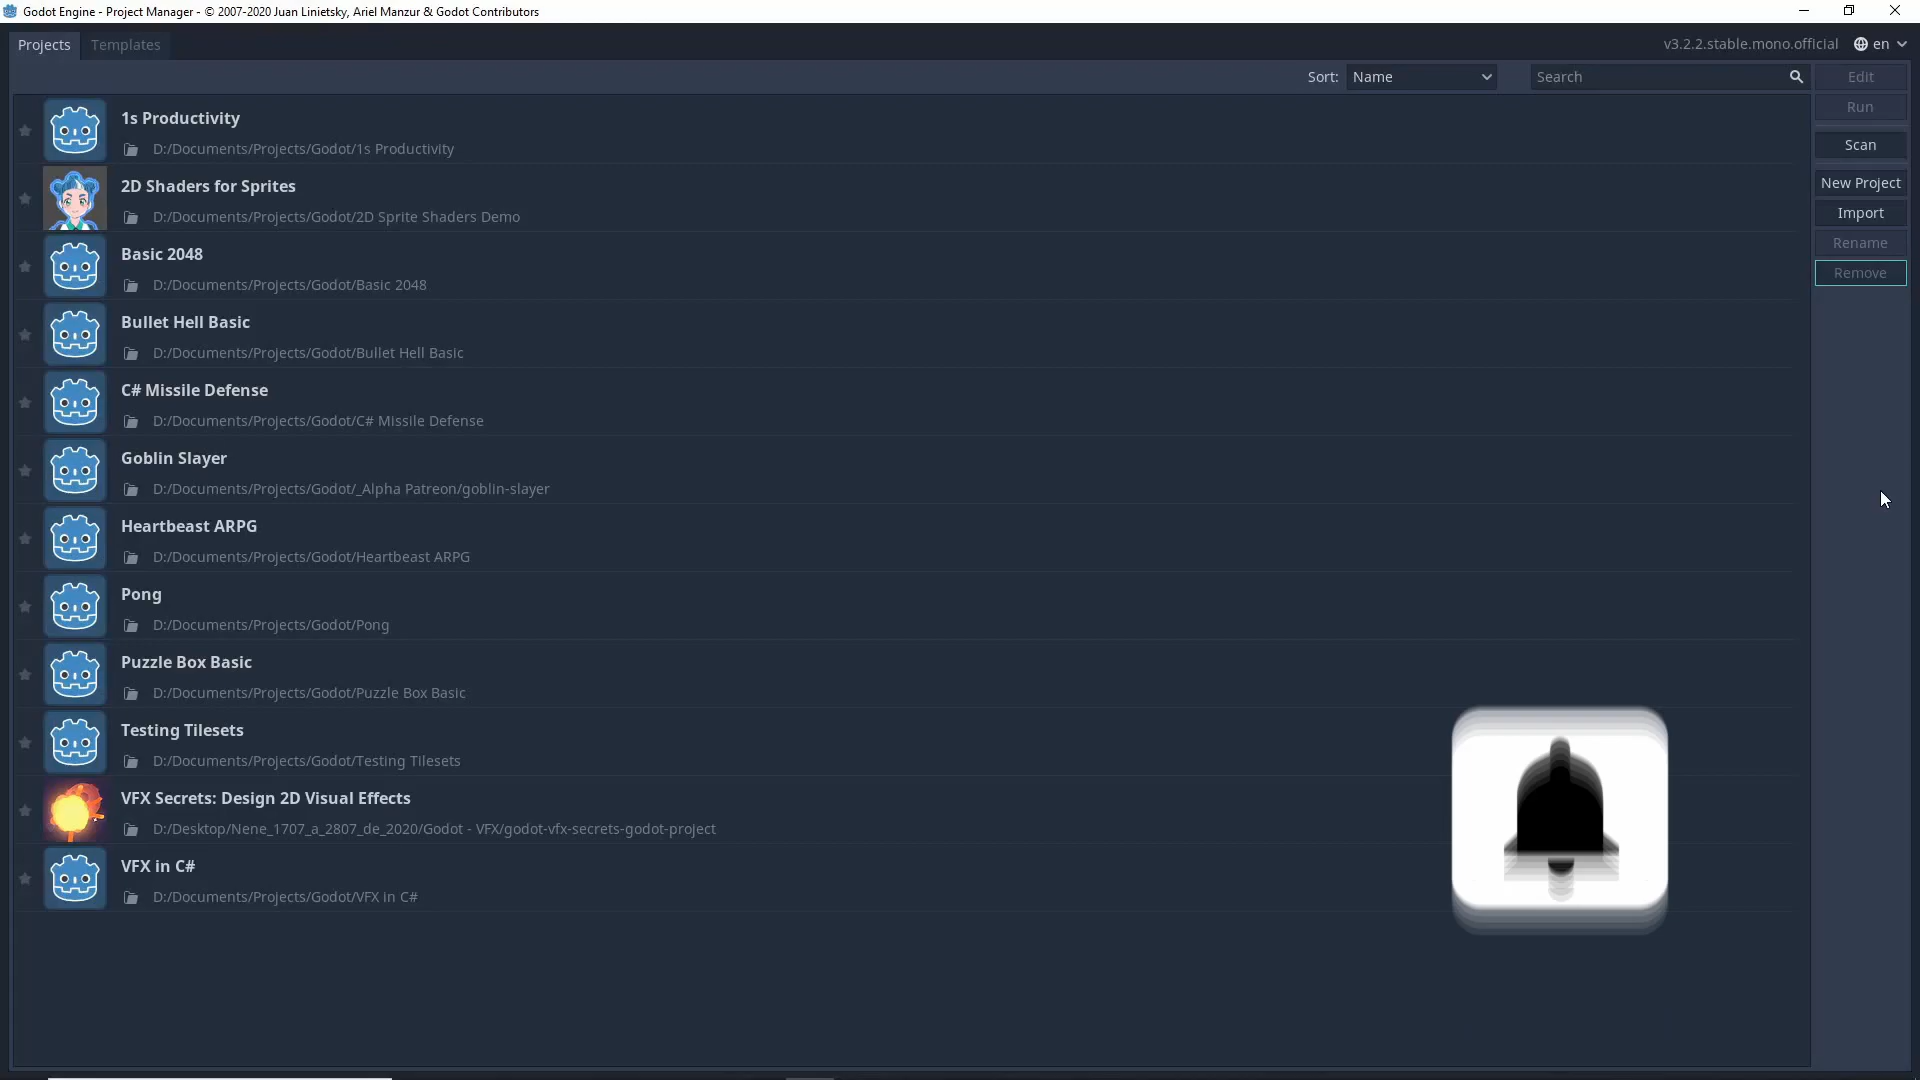 Godot Engine - Project Manager - © 2007-2020 Juan Linietsky, Ariel Manzur & Godot Contributors
Projects
Templates
v3.2.2.stable.mono.official
en
Sort:
Name
Search
Edit
Run
Scan
New Project
Import
Rename
Remove
1s Productivity
D:/Documents/Projects/Godot/1s Productivity
2D Shaders for Sprites
D:/Documents/Projects/Godot/2D Sprite Shaders Demo
Basic 2048
D:/Documents/Projects/Godot/Basic 2048
Bullet Hell Basic
D:/Documents/Projects/Godot/Bullet Hell Basic
C# Missile Defense
D:/Documents/Projects/Godot/C# Missile Defense
Goblin Slayer
D:/Documents/Projects/Godot/_Alpha Patreon/goblin-slayer
Heartbeast ARPG
D:/Documents/Projects/Godot/Heartbeast ARPG
Pong
D:/Documents/Projects/Godot/Pong
Puzzle Box Basic
D:/Documents/Projects/Godot/Puzzle Box Basic
Testing Tilesets
D:/Documents/Projects/Godot/Testing Tilesets
VFX Secrets: Design 2D Visual Effects
D:/Desktop/Nene_1707_a_2807_de_2020/Godot - VFX/godot-vfx-secrets-godot-project
VFX in C#
D:/Documents/Projects/Godot/VFX in C#